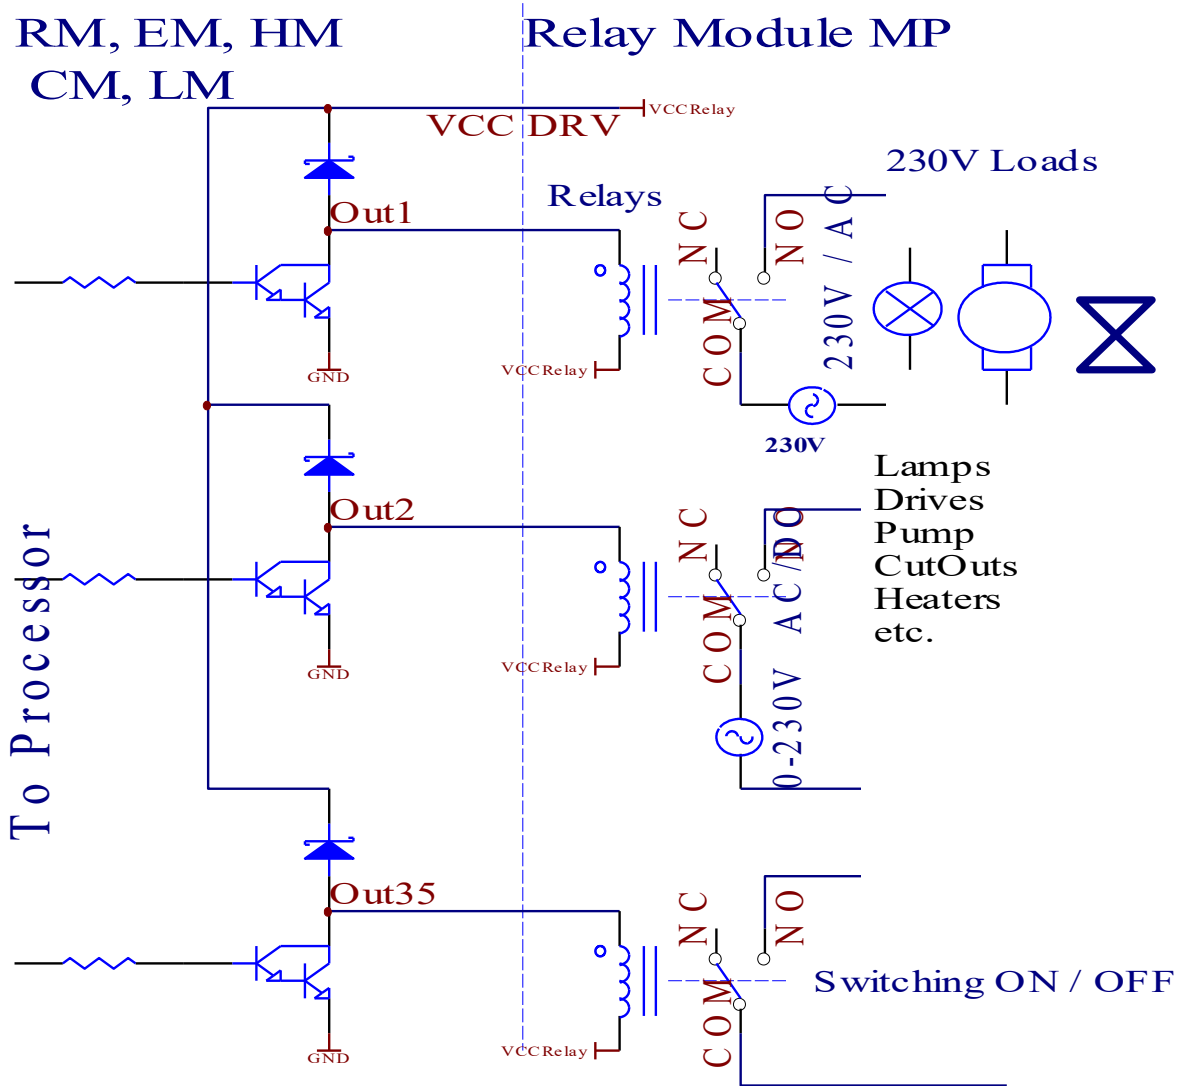 RM, EM, HM
CM, LM
Relay Module MP
VCCRelay
VCC DRV
230V Loads
Relays
Out1
NC
NO
COM
230V / AC
GND
VCCRelay
230V
Lamps
Drives
Pump
CutOuts
Heaters
etc.
Out2
NC
NO
COM
0-230V AC/DC
GND
VCCRelay
To Processor
Out35
NC
NO
COM
Switching ON / OFF
GND
VCCRelay